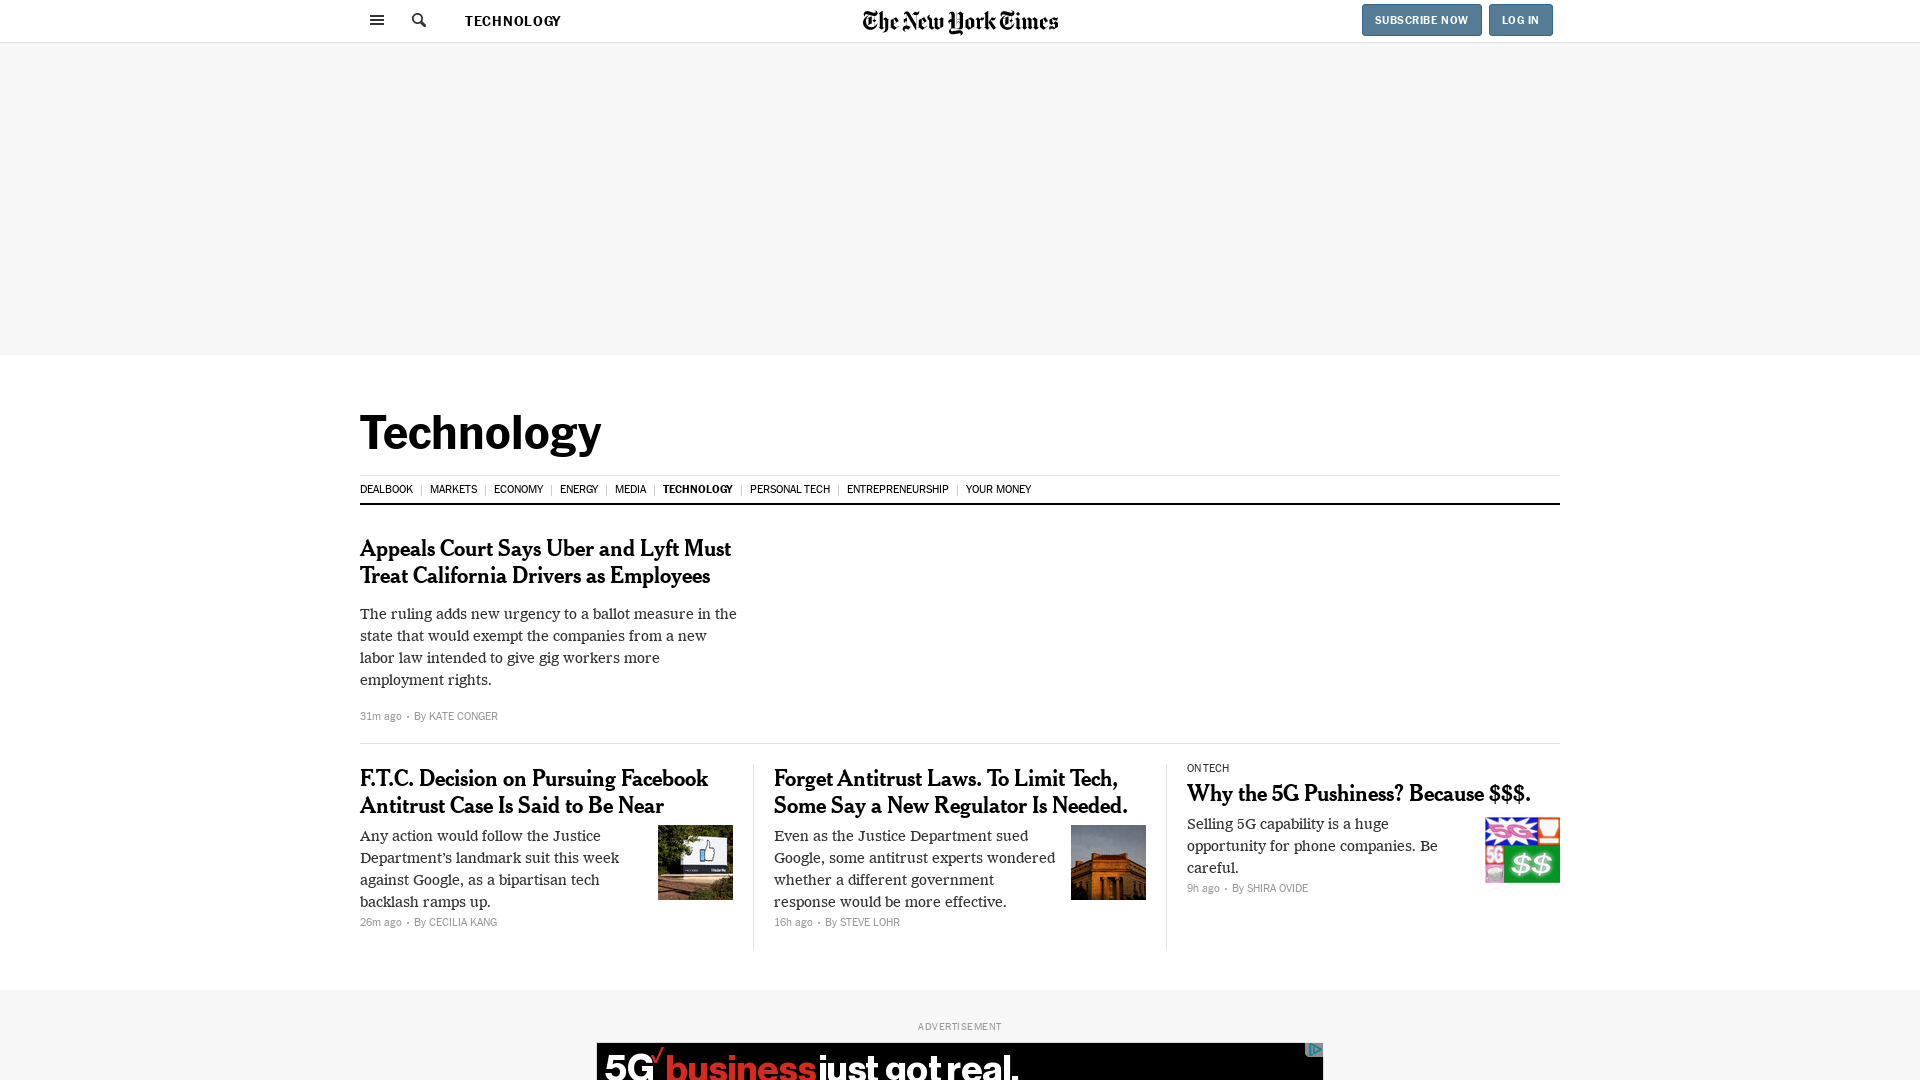 TECHNOLOGY
The New York Times
SUBSCRIBE NOW
LOG IN
Technology
DEALBOOK
MARKETS
ECONOMY
ENERGY
MEDIA
TECHNOLOGY
PERSONAL TECH
ENTREPRENEURSHIP
YOUR MONEY
Appeals Court Says Uber and Lyft Must
Treat California Drivers as Employees
The ruling adds new urgency to a ballot measure in the
state that would exempt the companies from a new
labor law intended to give gig workers more
employment rights.
31m ago • By KATE CONGER
F.T.C. Decision on Pursuing Facebook
Antitrust Case Is Said to Be Near
Any action would follow the Justice
Department’s landmark suit this week
against Google, as a bipartisan tech
backlash ramps up.
26m ago • By CECILIA KANG
Forget Antitrust Laws. To Limit Tech,
Some Say a New Regulator Is Needed.
Even as the Justice Department sued
Google, some antitrust experts wondered
whether a different government
response would be more effective.
16h ago • By STEVE LOHR
ON TECH
Why the 5G Pushiness? Because $$$.
Selling 5G capability is a huge
opportunity for phone companies. Be
careful.
9h ago • By SHIRA OVIDE
5G
5G
$$
ADVERTISEMENT
5G business just got real.